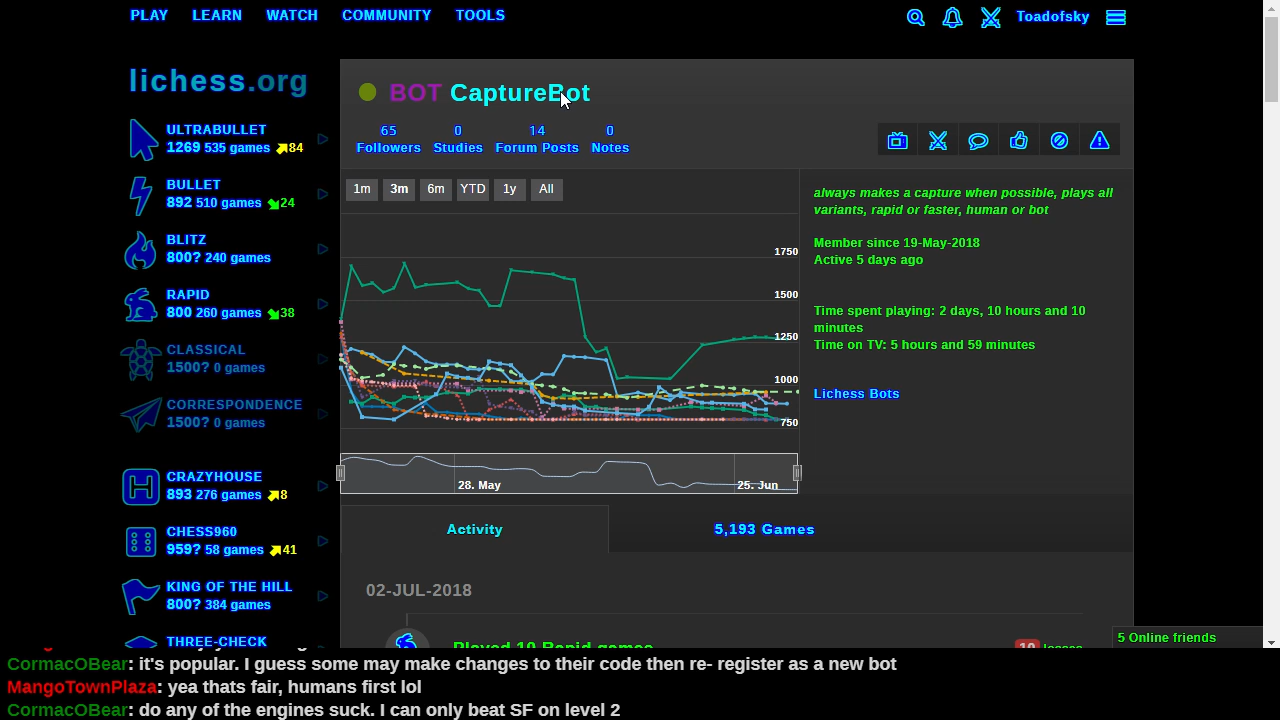 PLAY LEARN WATCH COMMUNITY TOOLS
Toadofsky
lichess.org
ULTRABULLET
1269 535 games 84
BULLET
892 510 games 24
BLITZ
800? 240 games
RAPID
800 260 games 38
CLASSICAL
1500? 0 games
CORRESPONDENCE
1500? 0 games
CRAZYHOUSE
893 276 games 8
CHESS960
959? 58 games 41
KING OF THE HILL
800? 384 games
THREE-CHECK
BOT CaptureBot
65 0 14 0
Followers Studies Forum Posts Notes
1m 3m 6m YTD 1y All
1750
1500
1250
1000
750
28. May 25. Jun
always makes a capture when possible, plays all
variants, rapid or faster, human or bot
Member since 19-May-2018
Active 5 days ago
Time spent playing: 2 days, 10 hours and 10
minutes
Time on TV: 5 hours and 59 minutes
Lichess Bots
Activity 5,193 Games
02-JUL-2018
Played 10 Rapid games 10 losses
5 Online friends
CormacOBear: it's popular. I guess some may make changes to their code then re- register as a new bot
MangoTownPlaza: yea thats fair, humans first lol
CormacOBear: do any of the engines suck. I can only beat SF on level 2